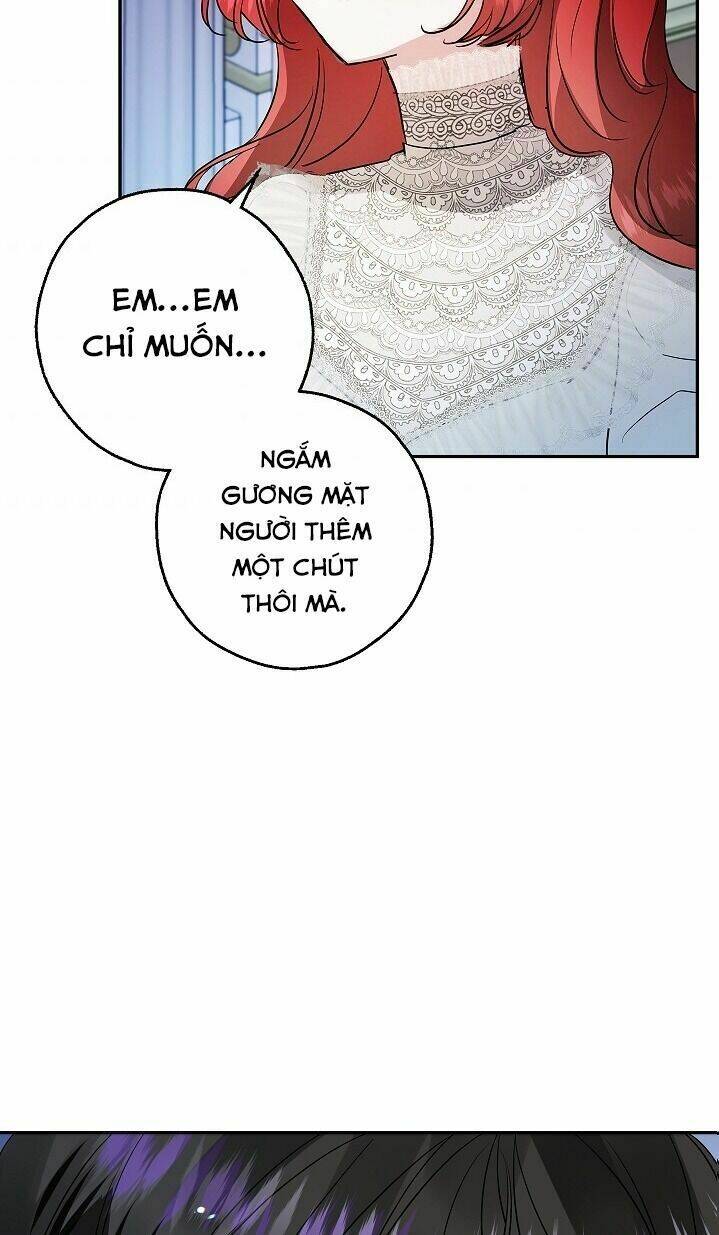 EM...EM
CHỈ MUỐN...
NGẮM
GƯƠNG MẶT
NGƯỜI THÊM
MỘT CHÚT
THÔI MÀ.